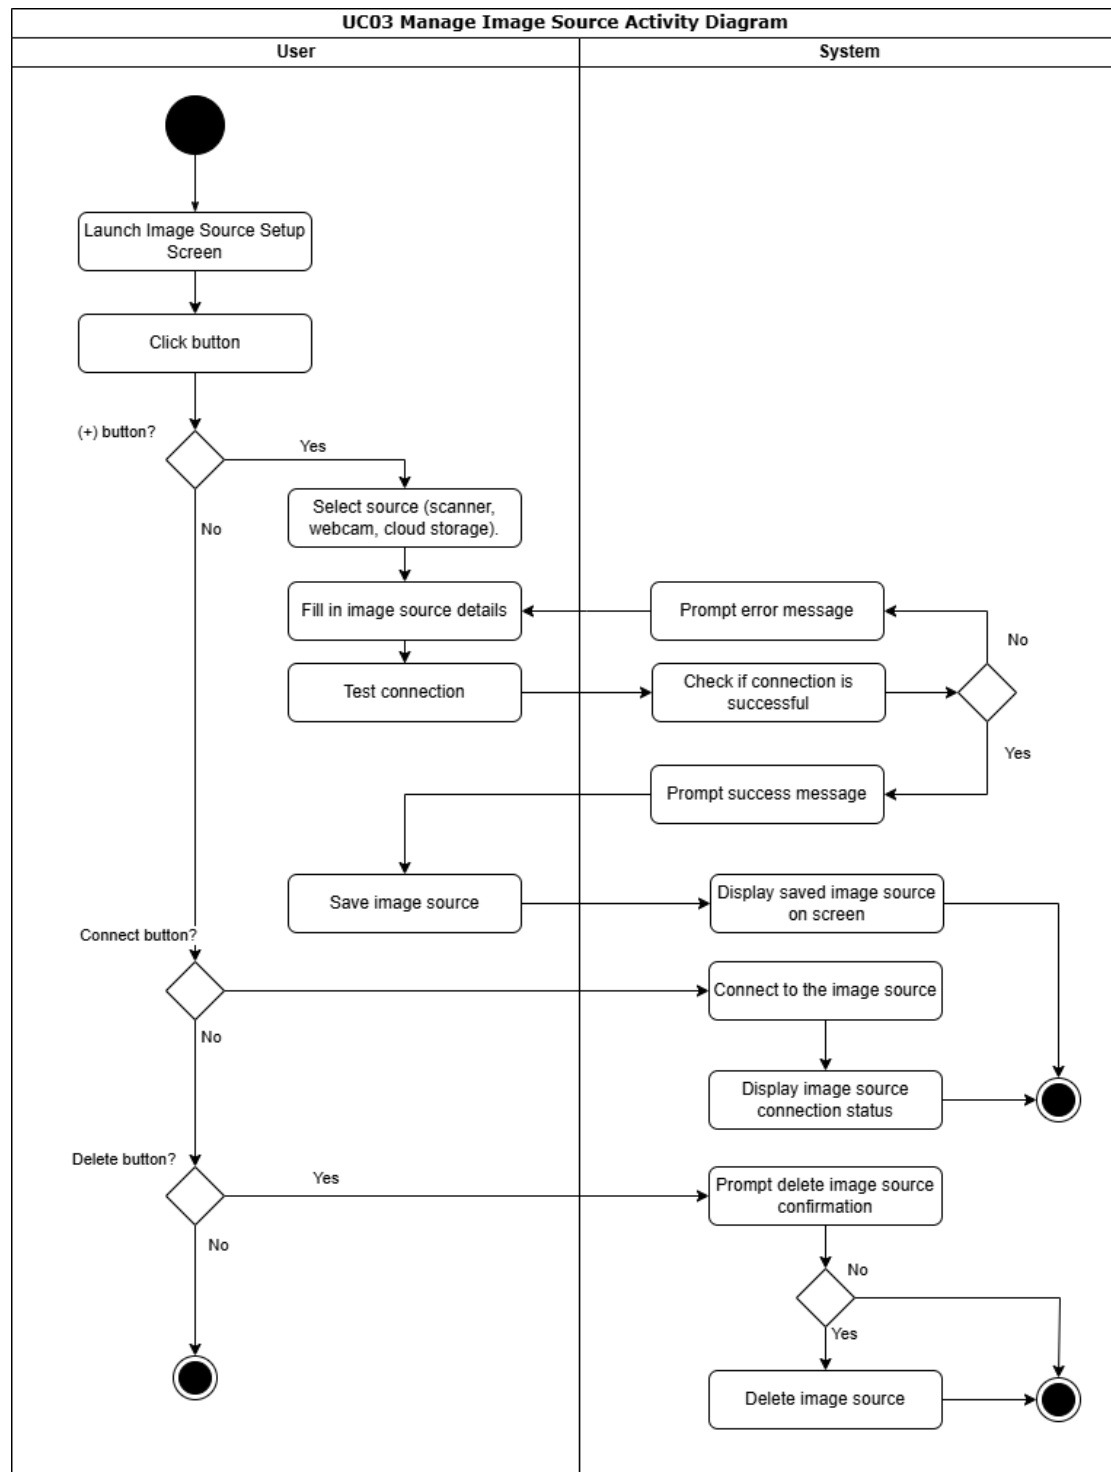 UC03 Manage Image Source Activity Diagram
User
System
Launch Image Source Setup
Screen
Click button
(+) button?
Yes
No
Select source (scanner,
webcam, cloud storage).
Fill in image source details
Prompt error message
No
Test connection
Check if connection is
successful
Yes
Prompt success message
Save image source
Display saved image source
on screen
Connect button?
Connect to the image source
No
Display image source
connection status
Delete button?
Yes
Prompt delete image source
confirmation
No
No
Yes
Delete image source